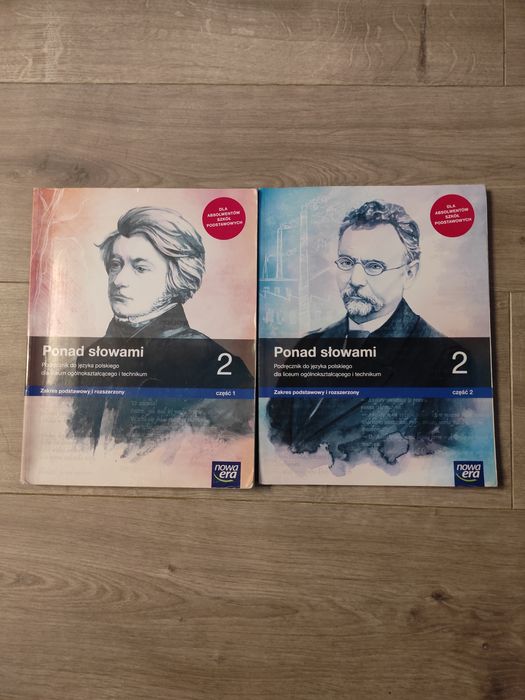 DLA
ABSOLWENTÓW
SZKÓŁ
PODSTAWOWYCH
Ponad słowami
2
Podręcznik do języka polskiego
dla liceum ogólnokształcącego i technikum
Zakres podstawowy i rozszerzony
część 1
nowa
era
DLA
ABSOLWENTÓW
SZKÓŁ
PODSTAWOWYCH
Ponad słowami
2
Podręcznik do języka polskiego
dla liceum ogólnokształcącego i technikum
Zakres podstawowy i rozszerzony
część 2
nowa
era